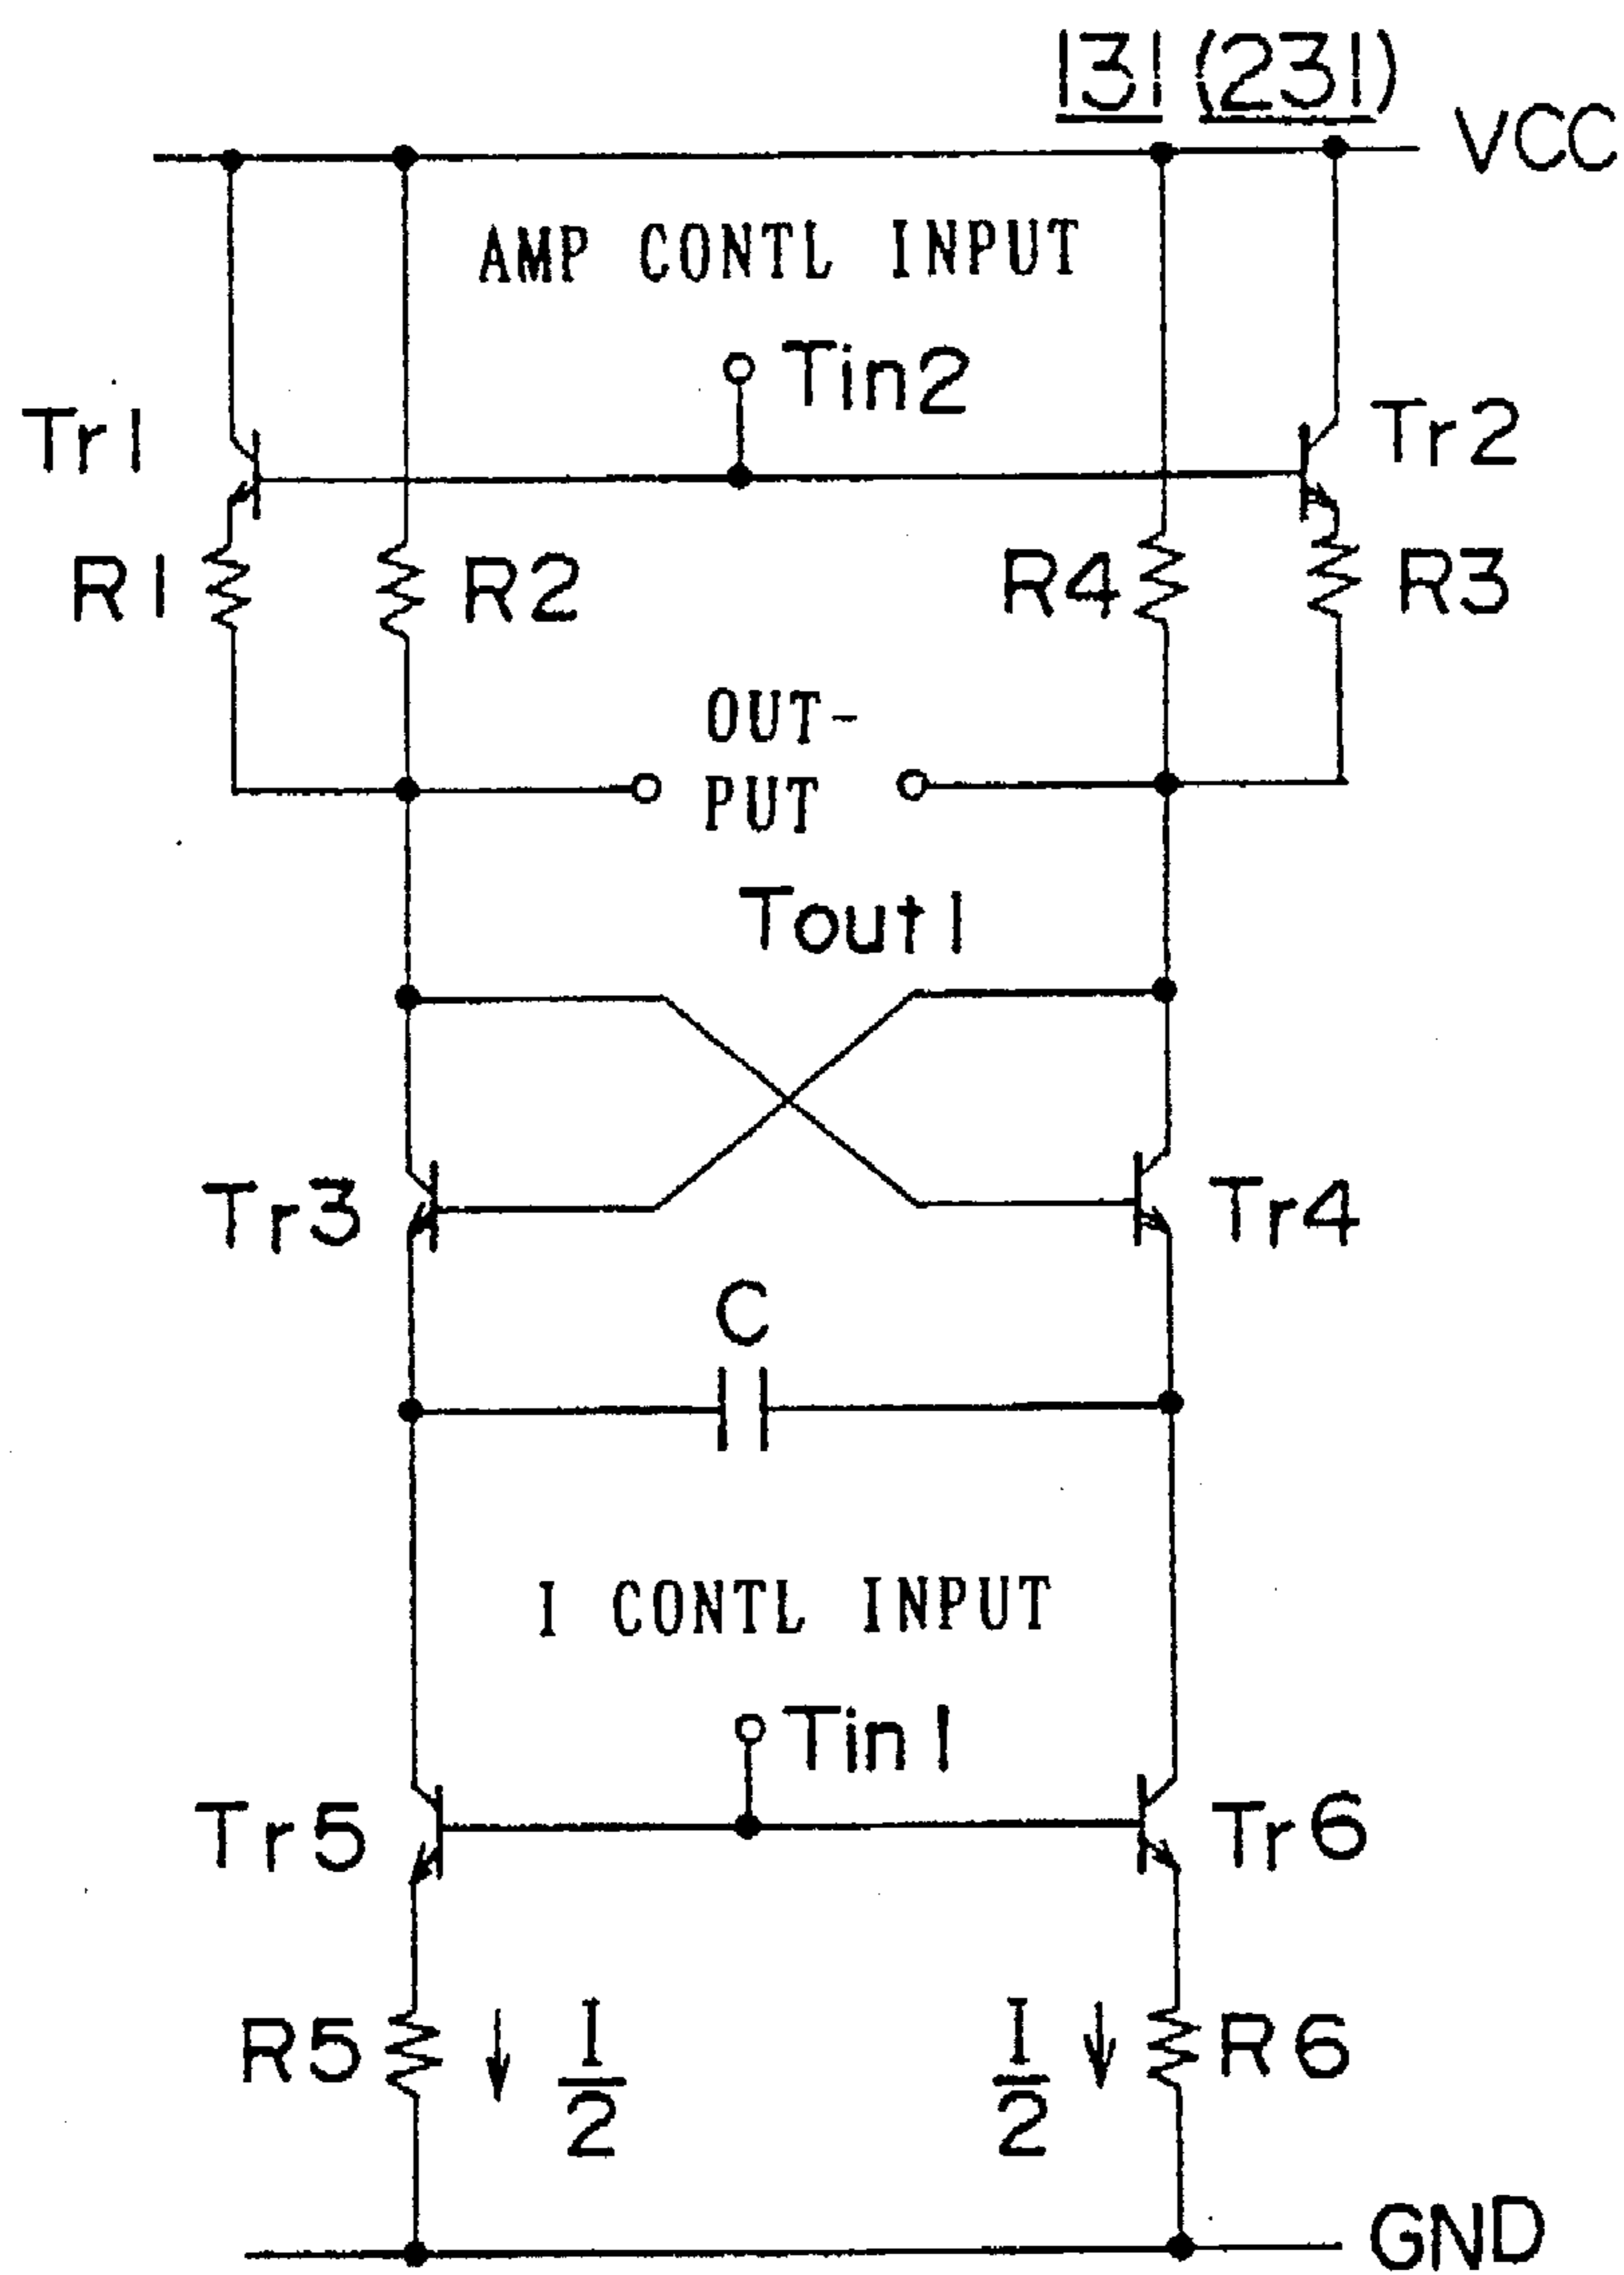 131 (231)
VCC
AMP CONTL INPUT
Tin2
Tr1
Tr2
R1
R2
R4
R3
OUT-
PUT
Tout1
Tr3
Tr4
C
I CONTL INPUT
Tin1
Tr5
Tr6
R5
I
2
I
2
R6
GND